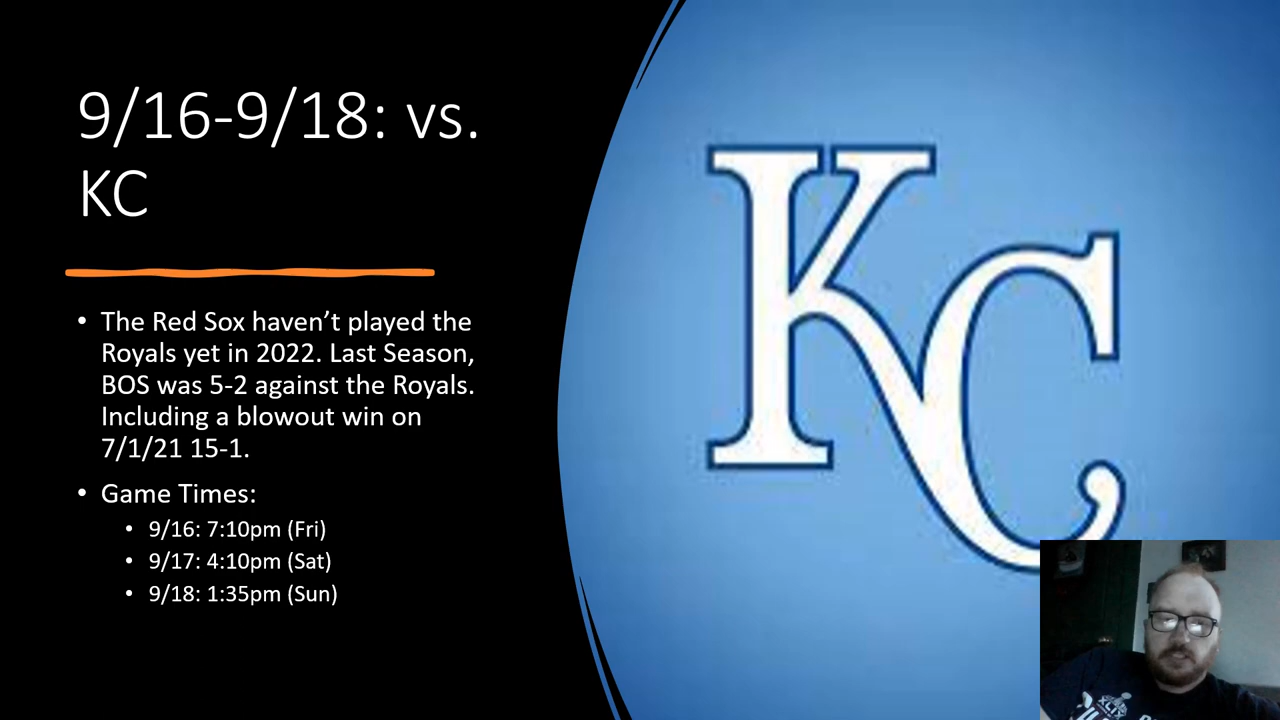 9/16-9/18: vs.
KC
• The Red Sox haven’t played the
Royals yet in 2022. Last Season,
BOS was 5-2 against the Royals.
Including a blowout win on
7/1/21 15-1.
• Game Times:
• 9/16: 7:10pm (Fri)
• 9/17: 4:10pm (Sat)
• 9/18: 1:35pm (Sun)
KC
XLIX